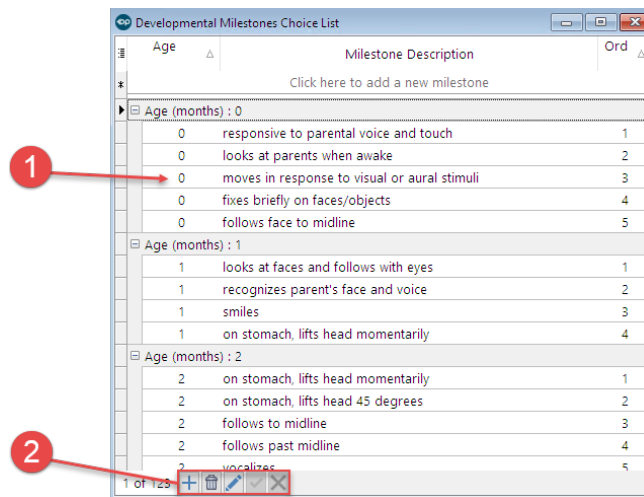 Developmental Milestones Choice List
Age Milestone Description Ord
Click here to add a new milestone
Age (months) : 0
0 responsive to parental voice and touch 1
0 looks at parents when awake 2
1
0 moves in response to visual or aural stimuli 3
0 fixes briefly on faces/objects 4
0 follows face to midline 5
Age (months) : 1
1 looks at faces and follows with eyes 1
1 recognizes parent's face and voice 2
1 smiles 3
1 on stomach, lifts head momentarily 4
Age (months) : 2
2 on stomach, lifts head momentarily 1
2 on stomach, lifts head 45 degrees 2
2 follows to midline 3
2 follows past midline 4
2
2 vocalizes 5
1 of 123